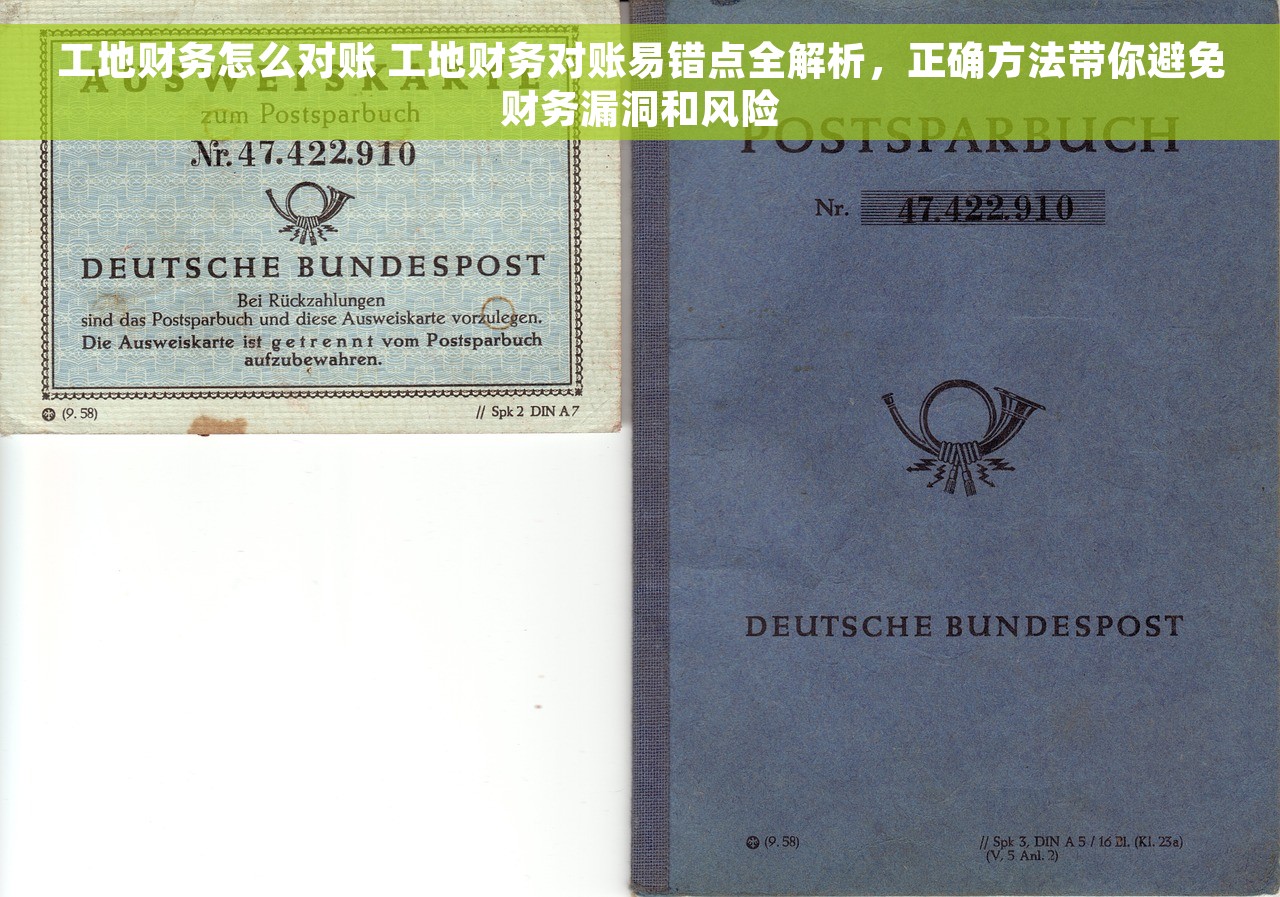 工地财务怎么对账 工地财务对账易错点全解析，正确方法带你避免
财务漏洞和风险
AUSWEISKARTE
zum Postsparbuch
Nr. 47.422.910
DEUTSCHE BUNDESPOST
Bei Rückzahlungen
sind das Postsparbuch und diese Ausweiskarte vorzulegen.
Die Ausweiskarte ist getrennt vom Postsparbuch
aufzubewahren.
(9. 58)
// Spk 2 DIN A 7
POSTSPARBUCH
Nr. 47.422.910
DEUTSCHE BUNDESPOST
(9. 58)
// Spk 3, DIN A 5 / 16 Bl. (Kl. 23a)
(V, 5 Anl. 2)